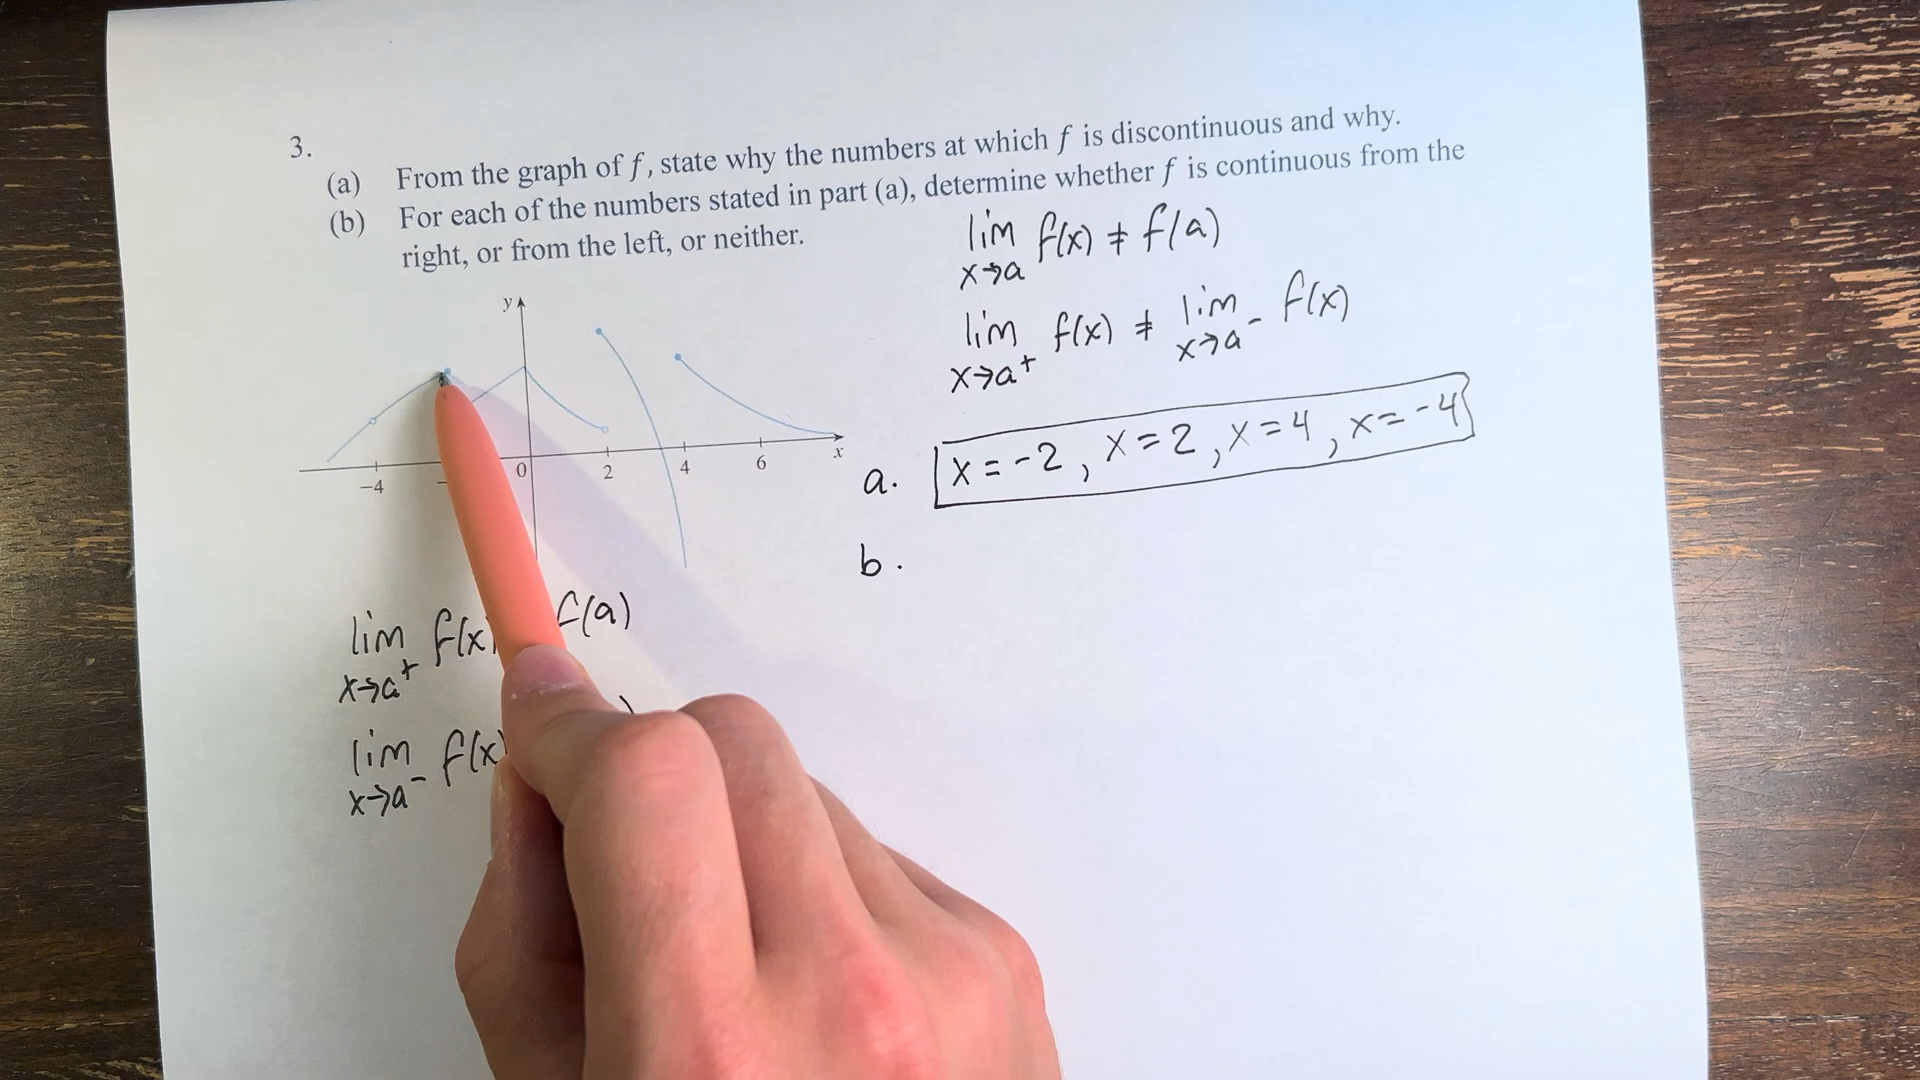 3.
(a) From the graph of f, state why the numbers at which f is discontinuous and why.
(b) For each of the numbers stated in part (a), determine whether f is continuous from the
right, or from the left, or neither.
lim f(x) ≠ f(a)
x→a
lim f(x) ≠ lim f(x)
x→a⁺ x→a⁻
y
x
−4 0 2 4 6
a. x=-2, x=2, x=4, x=-4
b.
lim f(x) f(a)
x→a⁺
lim f(x)
x→a⁻